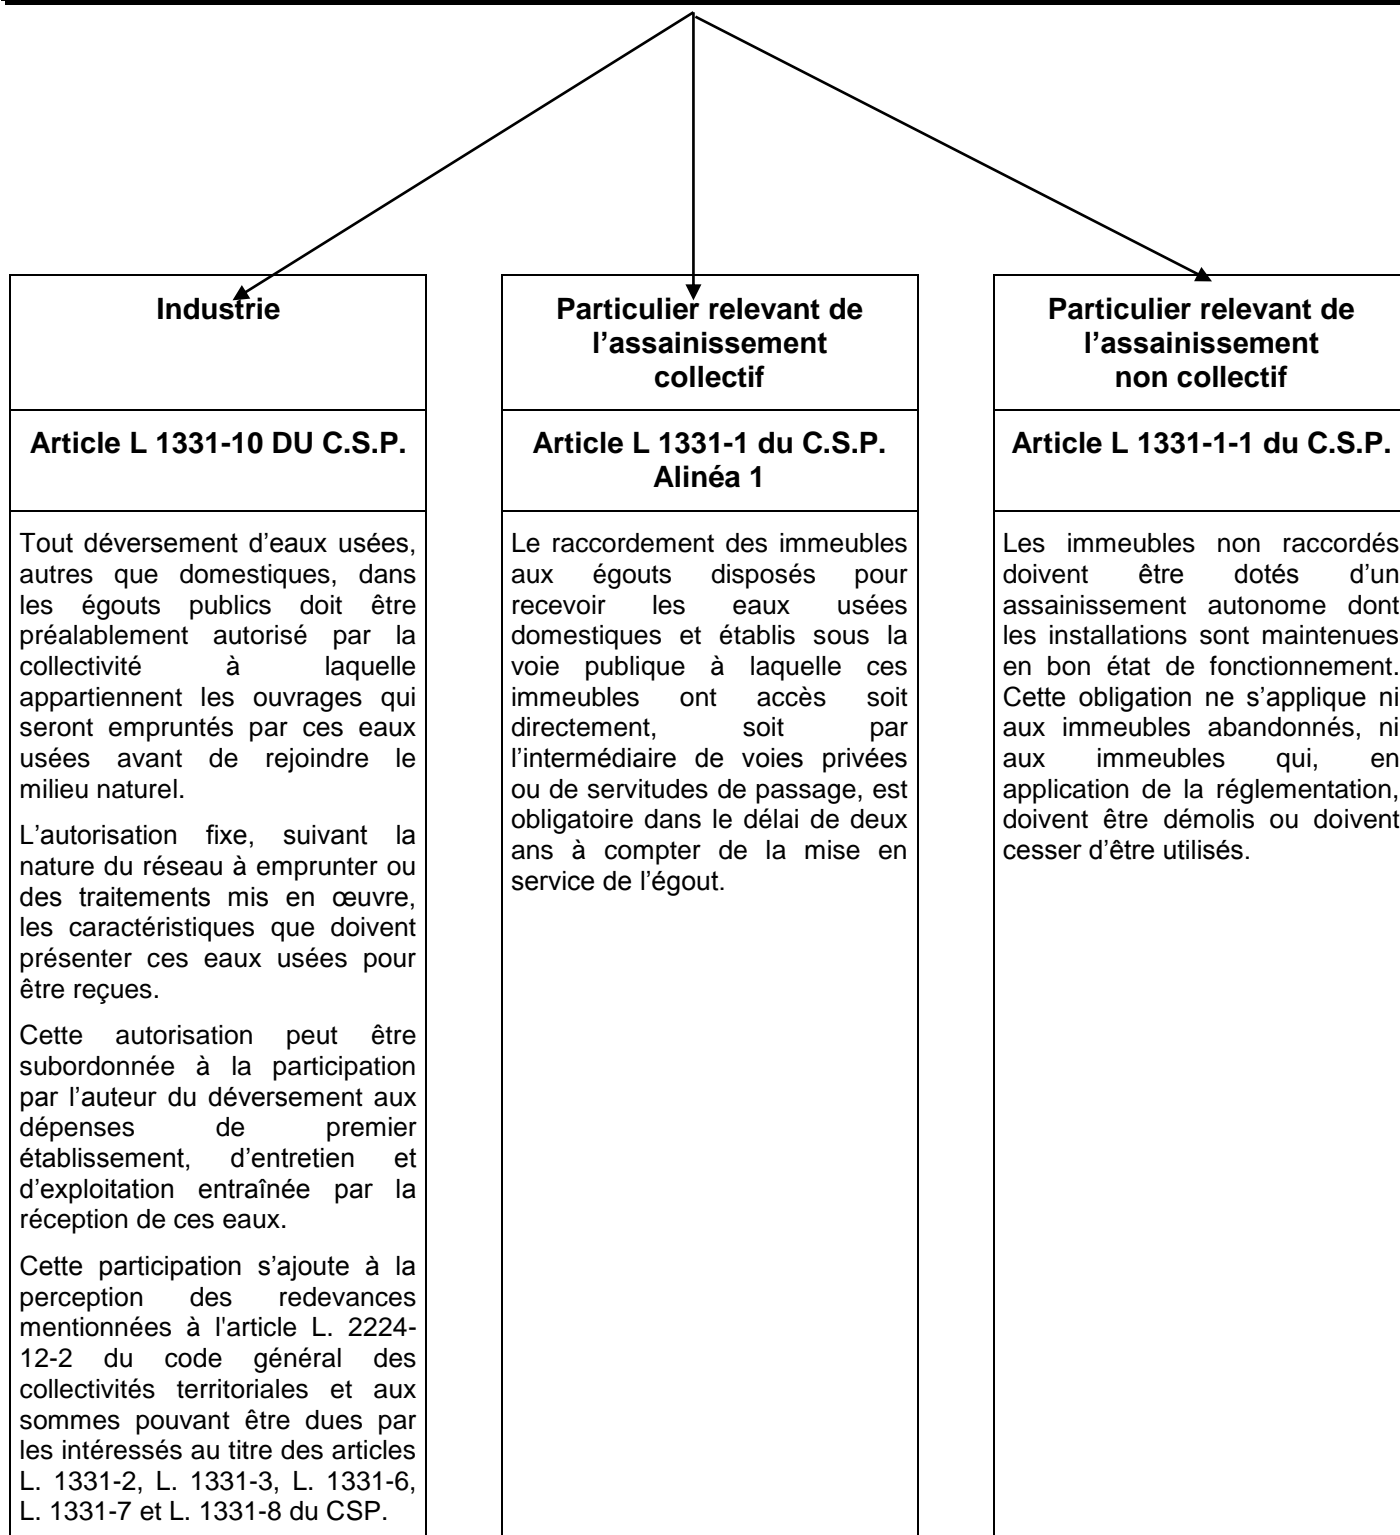 Industrie
Article L 1331-10 DU C.S.P.
Tout déversement d’eaux usées,
autres que domestiques, dans
les égouts publics doit être
préalablement autorisé par la
collectivité à laquelle
appartiennent les ouvrages qui
seront empruntés par ces eaux
usées avant de rejoindre le
milieu naturel.
L’autorisation fixe, suivant la
nature du réseau à emprunter ou
des traitements mis en œuvre,
les caractéristiques que doivent
présenter ces eaux usées pour
être reçues.
Cette autorisation peut être
subordonnée à la participation
par l’auteur du déversement aux
dépenses de premier
établissement, d’entretien et
d’exploitation entraînée par la
réception de ces eaux.
Cette participation s’ajoute à la
perception des redevances
mentionnées à l'article L. 2224-
12-2 du code général des
collectivités territoriales et aux
sommes pouvant être dues par
les intéressés au titre des articles
L. 1331-2, L. 1331-3, L. 1331-6,
L. 1331-7 et L. 1331-8 du CSP.
Particulier relevant de
l’assainissement
collectif
Article L 1331-1 du C.S.P.
Alinéa 1
Le raccordement des immeubles
aux égouts disposés pour
recevoir les eaux usées
domestiques et établis sous la
voie publique à laquelle ces
immeubles ont accès soit
directement, soit par
l’intermédiaire de voies privées
ou de servitudes de passage, est
obligatoire dans le délai de deux
ans à compter de la mise en
service de l’égout.
Particulier relevant de
l’assainissement
non collectif
Article L 1331-1-1 du C.S.P.
Les immeubles non raccordés
doivent être dotés d’un
assainissement autonome dont
les installations sont maintenues
en bon état de fonctionnement.
Cette obligation ne s’applique ni
aux immeubles abandonnés, ni
aux immeubles qui, en
application de la réglementation,
doivent être démolis ou doivent
cesser d’être utilisés.